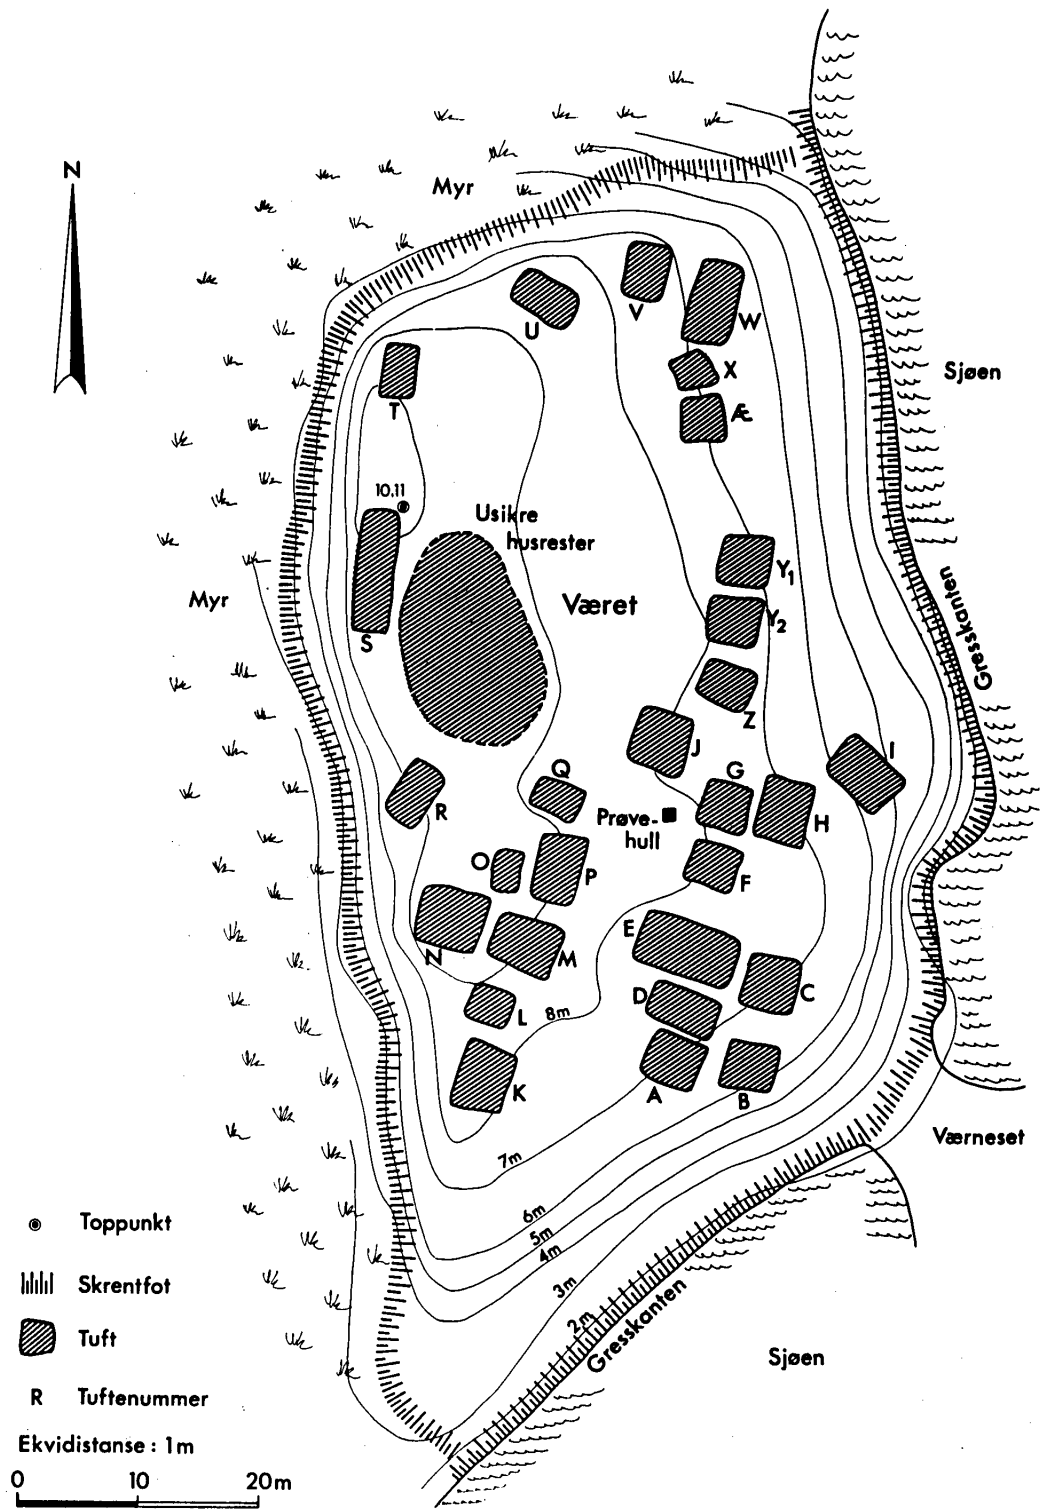 N
Myr
V
W
U
X
Sjøen
Æ
T
10.11
Usikre
husrester
Y1
Gresskanten
Myr
Været
Y2
S
Z
J
I
Q
G
R
Prøve-
hull
H
O
P
F
E
N
M
C
D
L
8m
K
A
B
Værneset
7m
6m
5m
4m
3m
2m
Gresskanten
Sjøen
Toppunkt
Skrentfot
Tuft
R Tuftenummer
Ekvidistanse : 1m
0 10 20m